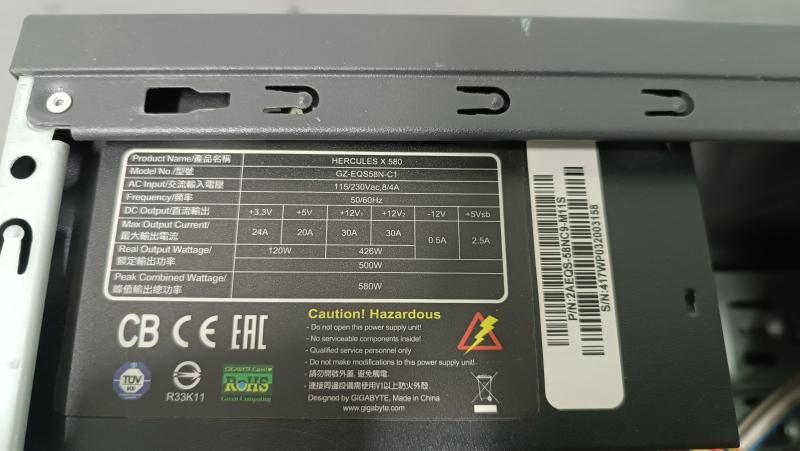 Product Name/產品名稱 HERCULES X 580
Model No./型號 GZ-EQS58N-C1
AC Input/交流輸入電壓 115/230Vac,8/4A
Frequency/頻率 50/60Hz
DC Output/直流輸出 +3.3V +5V +12V1 +12V2 -12V +5Vsb
Max Output Current/
最大輸出電流 24A 20A 30A 30A 0.5A 2.5A
Real Output Wattage/
額定輸出功率 120W 426W
500W
Peak Combined Wattage/
峰值輸出總功率 580W
CB CE EAC
TÜV
R33K11
GIGABYTE Cares!
RoHS
Green Computing
Caution! Hazardous
- Do not open this power supply unit!
- No serviceable components inside!
- Qualified service personnel only
- Do not make modifications to this power supply unit!
- 請勿開啟外蓋, 避免觸電.
- 連接周邊設備需使用V1以上防火外殼.
Designed by GIGABYTE, Made in China
www.gigabyte.com
P/N:2AEQS-58NC9-M11S
S/N:417WP032003158